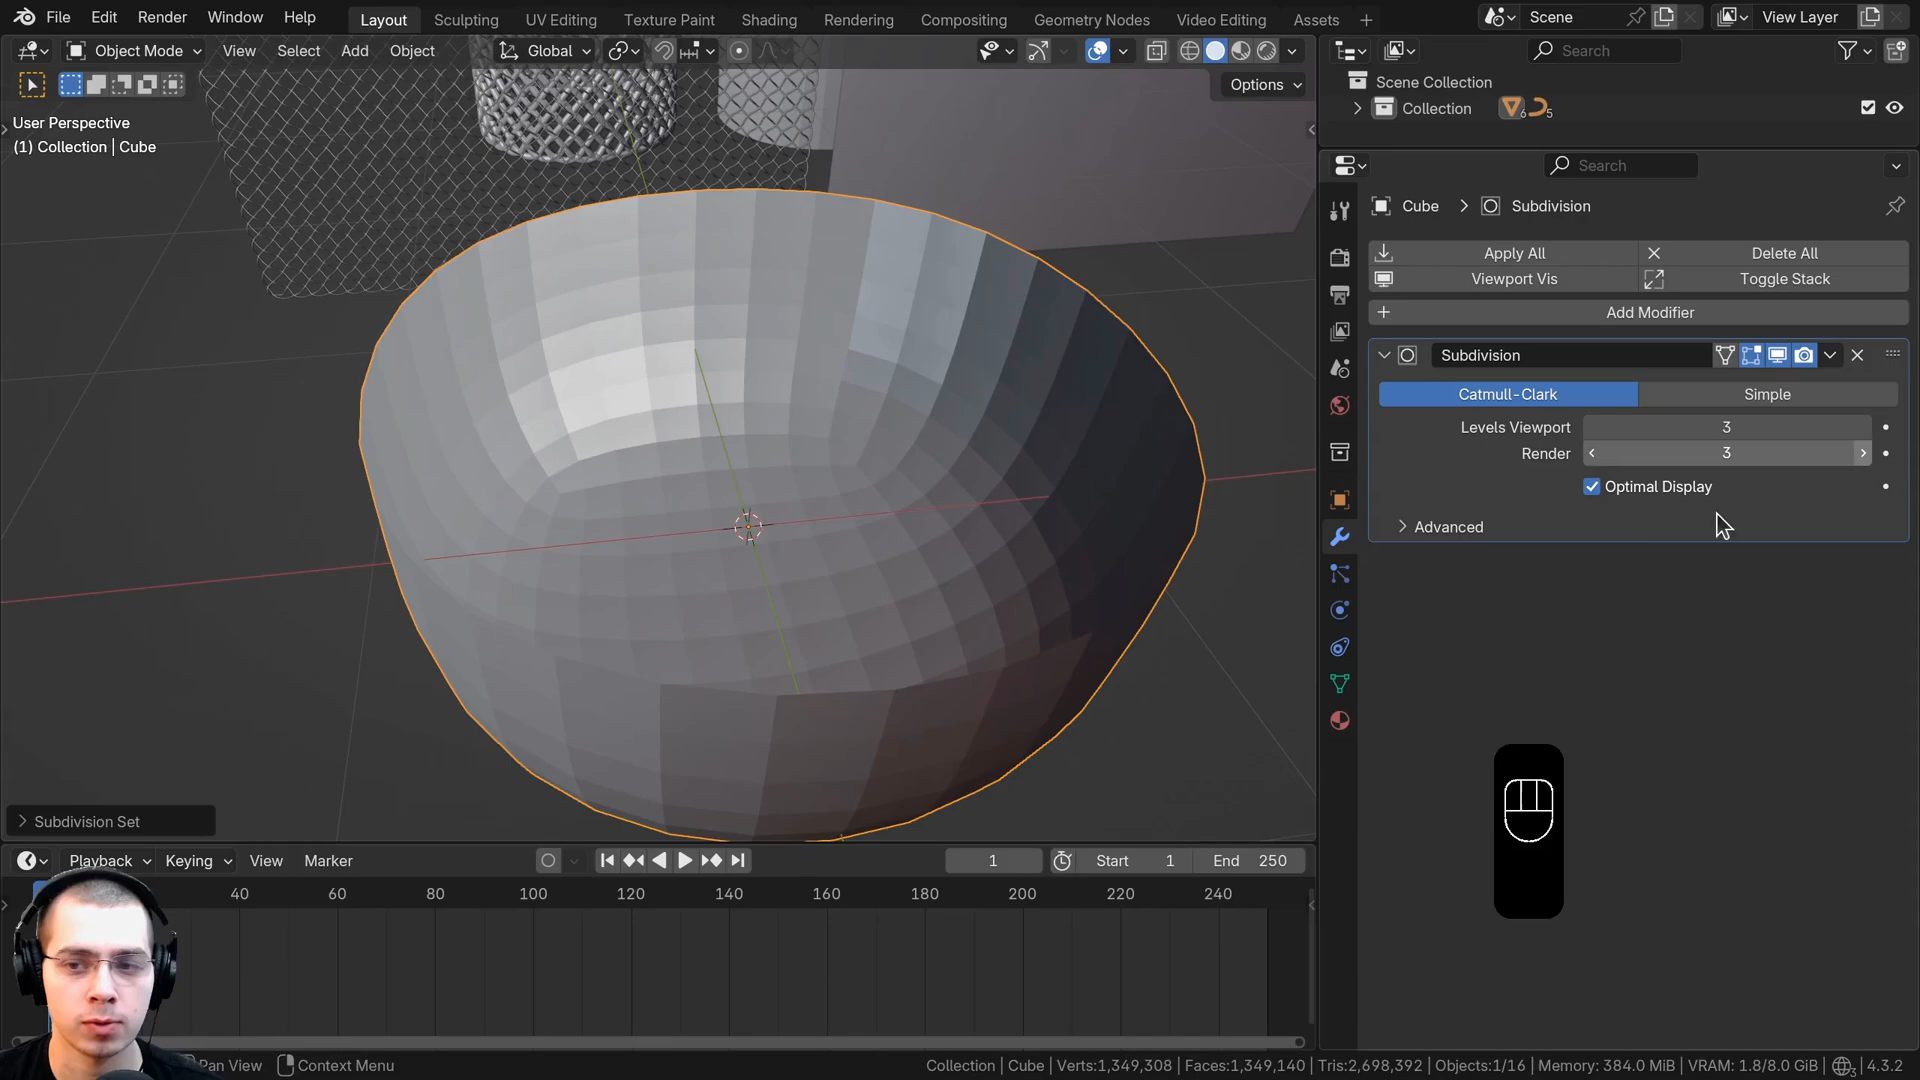 File Edit Render Window Help Layout Sculpting UV Editing Texture Paint Shading Rendering Compositing Geometry Nodes Video Editing Assets + Scene View Layer
Object Mode View Select Add Object Global Search
Options
User Perspective
(1) Collection | Cube
Scene Collection
Collection 6 5
Search
Cube > Subdivision
Apply All Delete All
Viewport Vis Toggle Stack
+ Add Modifier
Subdivision
Catmull-Clark Simple
Levels Viewport 3
Render 3
Optimal Display
Advanced
Subdivision Set
Playback Keying View Marker 1 Start 1 End 250
40 60 80 100 120 140 160 180 200 220 240
Pan View Context Menu Collection | Cube | Verts:1,349,308 | Faces:1,349,140 | Tris:2,698,392 | Objects:1/16 | Memory: 384.0 MiB | VRAM: 1.8/8.0 GiB | 3 | 4.3.2